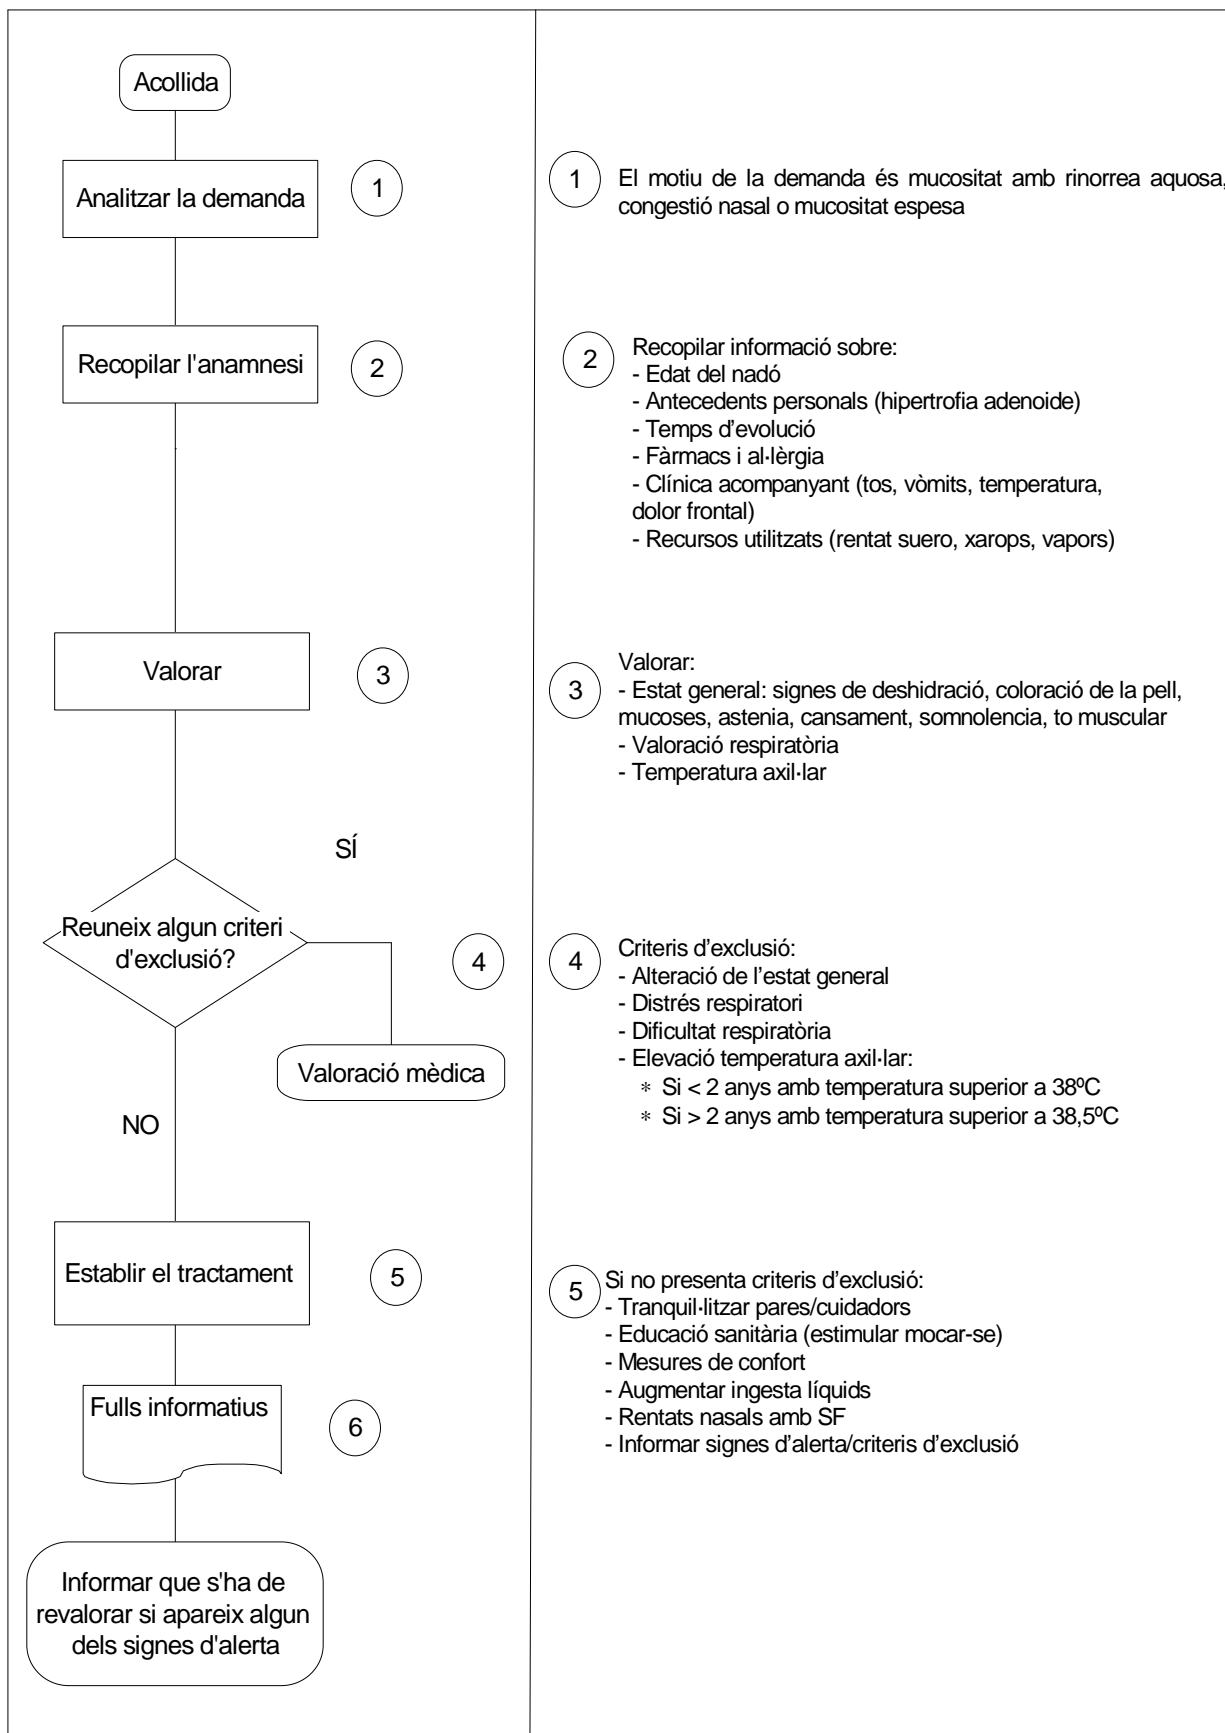 Acollida
Analitzar la demanda
1
Recopilar l'anamnesi
2
Valorar
3
SÍ
Reuneix algun criteri
d'exclusió?
4
Valoració mèdica
NO
Establir el tractament
5
Fulls informatius
6
Informar que s'ha de
revalorar si apareix algun
dels signes d'alerta
1
El motiu de la demanda és mucositat amb rinorrea aquosa,
congestió nasal o mucositat espesa
2
Recopilar informació sobre:
- Edat del nadó
- Antecedents personals (hipertrofia adenoide)
- Temps d’evolució
- Fàrmacs i al·lèrgia
- Clínica acompanyant (tos, vòmits, temperatura,
dolor frontal)
- Recursos utilitzats (rentat suero, xarops, vapors)
3
Valorar:
- Estat general: signes de deshidració, coloració de la pell,
mucoses, astenia, cansament, somnolencia, to muscular
- Valoració respiratòria
- Temperatura axil·lar
4
Criteris d’exclusió:
- Alteració de l’estat general
- Distrés respiratori
- Dificultat respiratòria
- Elevació temperatura axil·lar:
* Si < 2 anys amb temperatura superior a 38ºC
* Si > 2 anys amb temperatura superior a 38,5ºC
5
Si no presenta criteris d’exclusió:
- Tranquil·litzar pares/cuidadors
- Educació sanitària (estimular mocar-se)
- Mesures de confort
- Augmentar ingesta líquids
- Rentats nasals amb SF
- Informar signes d’alerta/criteris d’exclusió